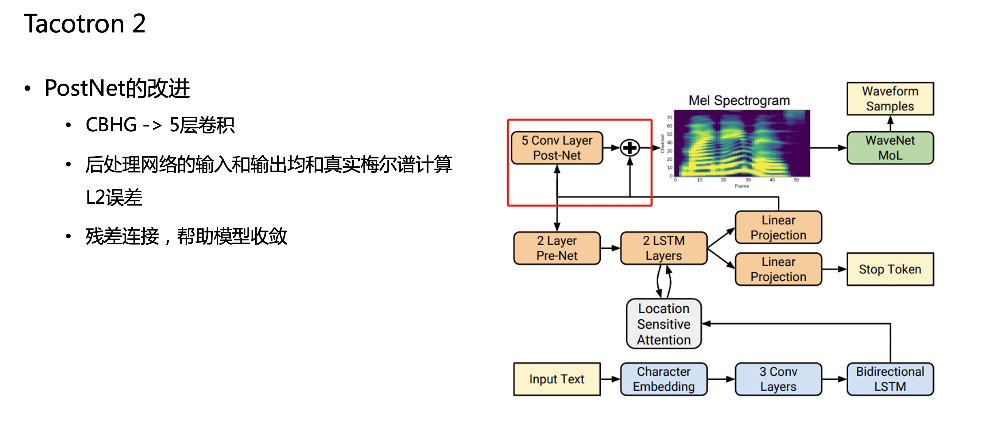 Tacotron 2
• PostNet的改进
• CBHG -> 5层卷积
• 后处理网络的输入和输出均和真实梅尔谱计算
L2误差
• 残差连接，帮助模型收敛
Waveform
Samples
Mel Spectrogram
5 Conv Layer
Post-Net
WaveNet
MoL
Frame
2 Layer
Pre-Net
2 LSTM
Layers
Linear
Projection
Linear
Projection
Stop Token
Location
Sensitive
Attention
Input Text
Character
Embedding
3 Conv
Layers
Bidirectional
LSTM